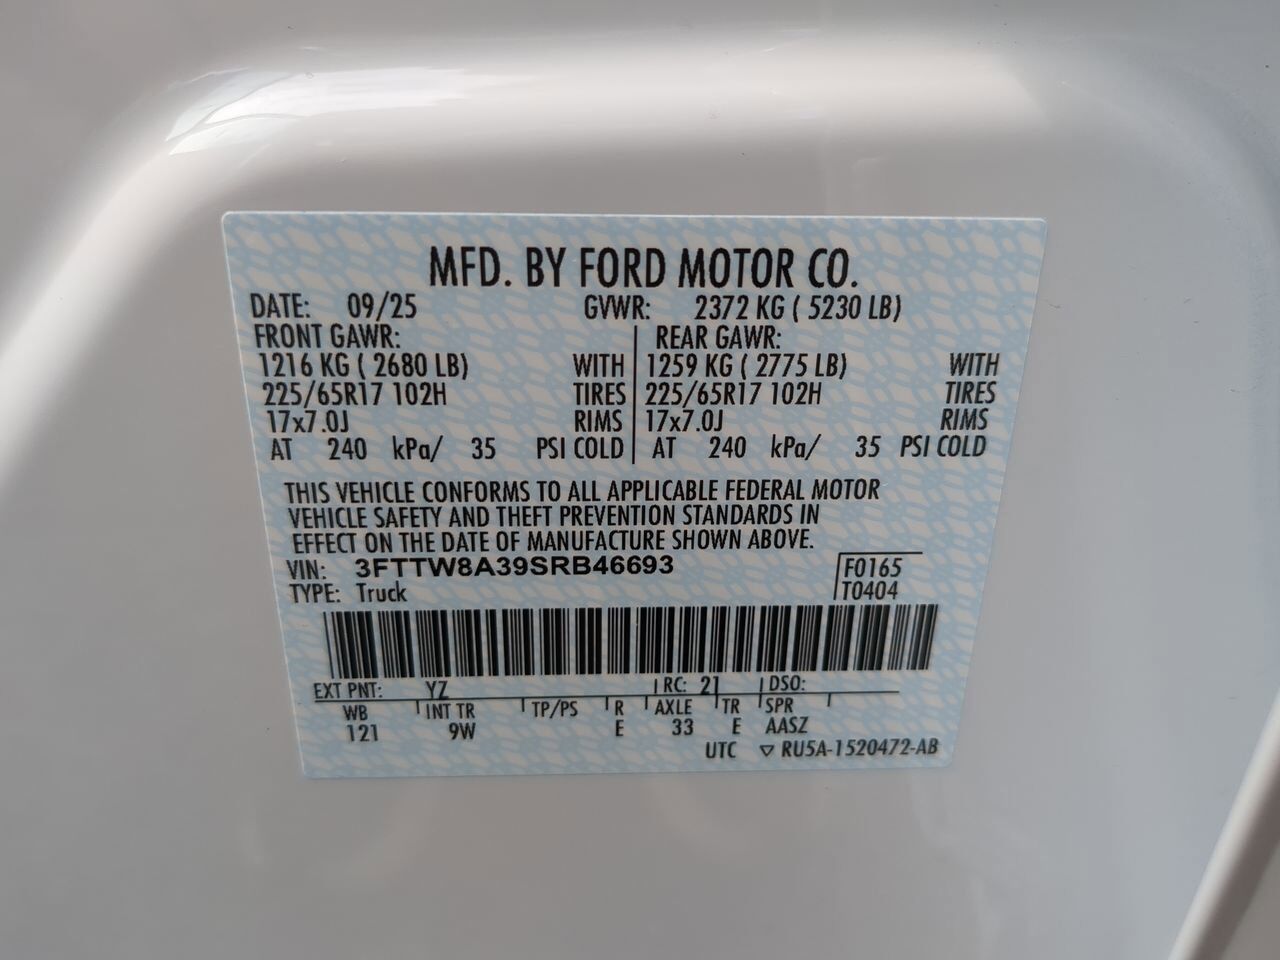 MFD. BY FORD MOTOR CO.
DATE: 09/25 GVWR: 2372 KG ( 5230 LB)
FRONT GAWR: REAR GAWR:
1216 KG ( 2680 LB) WITH 1259 KG ( 2775 LB) WITH
225/65R17 102H TIRES 225/65R17 102H TIRES
17x7.0J RIMS 17x7.0J RIMS
AT 240 kPa/ 35 PSI COLD AT 240 kPa/ 35 PSI COLD
THIS VEHICLE CONFORMS TO ALL APPLICABLE FEDERAL MOTOR
VEHICLE SAFETY AND THEFT PREVENTION STANDARDS IN
EFFECT ON THE DATE OF MANUFACTURE SHOWN ABOVE.
VIN: 3FTTW8A39SRB46693 F0165
TYPE: Truck T0404
EXT PNT: YZ RC: 21 DSO:
WB INT TR TP/PS R AXLE TR SPR
121 9W E 33 E AASZ
UTC ▽ RU5A-1520472-AB